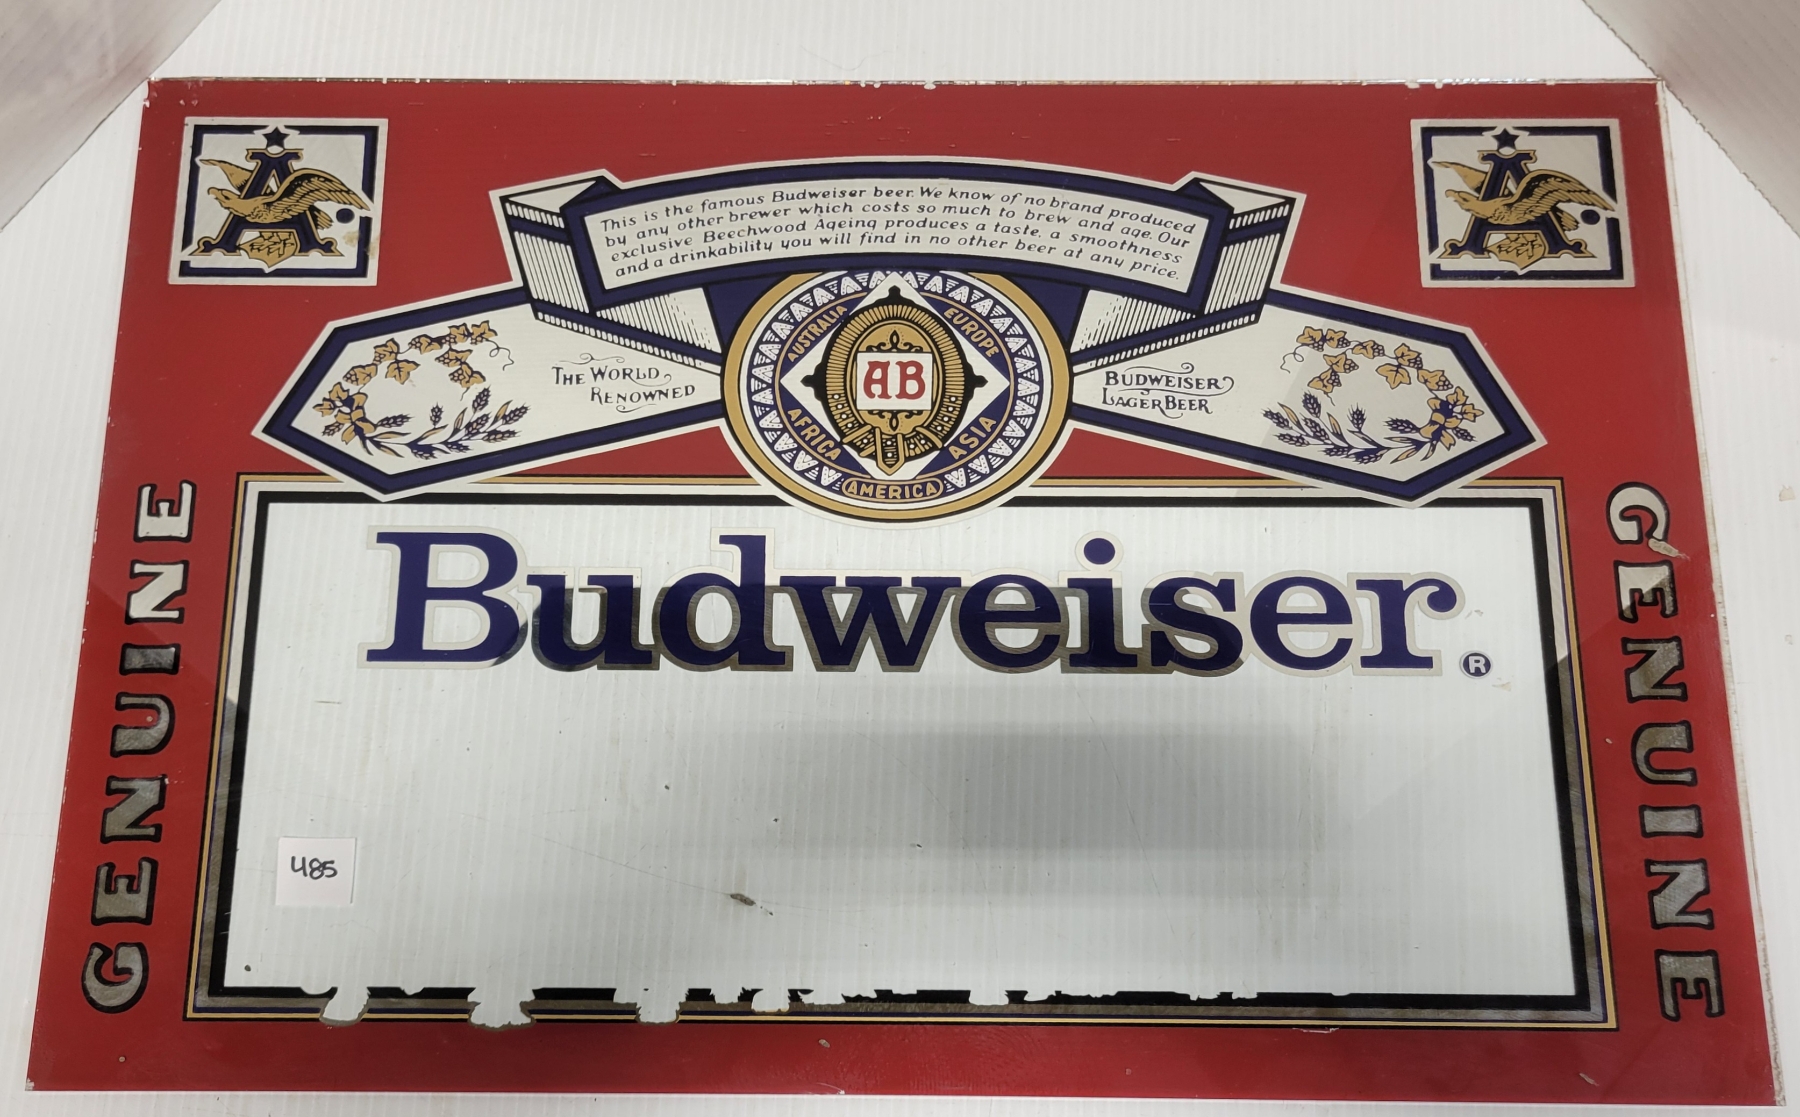 A
A
This is the famous Budweiser beer. We know of no brand produced
by any other brewer which costs so much to brew and age. Our
exclusive Beechwood Ageing produces a taste, a smoothness
and a drinkability you will find in no other beer at any price.
THE WORLD
RENOWNED
AUSTRALIA
EUROPE
AB
AFRICA
ASIA
AMERICA
BUDWEISER
LAGER BEER
GENUINE
Budweiser®
GENUINE
485